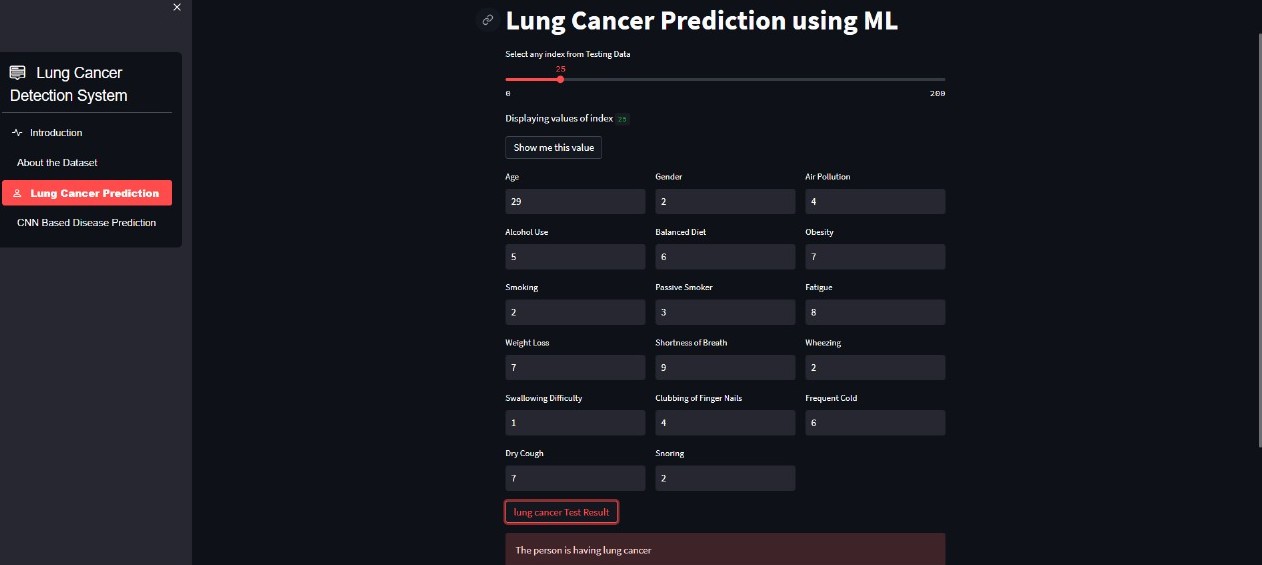 Lung Cancer
Detection System
Introduction
About the Dataset
Lung Cancer Prediction
CNN Based Disease Prediction
Lung Cancer Prediction using ML
Select any index from Testing Data
25
0 200
Displaying values of index 25
Show me this value
Age Gender Air Pollution
29 2 4
Alcohol Use Balanced Diet Obesity
5 6 7
Smoking Passive Smoker Fatigue
2 3 8
Weight Loss Shortness of Breath Wheezing
7 9 2
Swallowing Difficulty Clubbing of Finger Nails Frequent Cold
1 4 6
Dry Cough Snoring
7 2
lung cancer Test Result
The person is having lung cancer